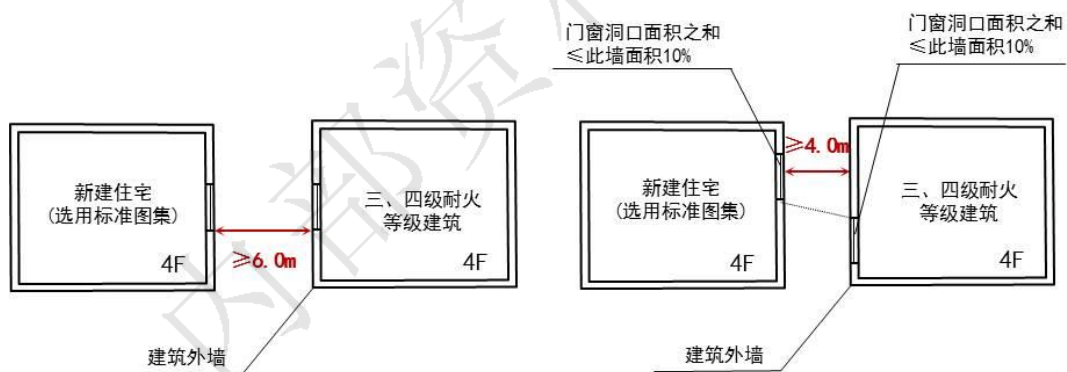 门窗洞口面积之和
≤此墙面积10%
门窗洞口面积之和
≤此墙面积10%
新建住宅
(选用标准图集)
4F
≥6.0m
三、四级耐火
等级建筑
4F
建筑外墙
新建住宅
(选用标准图集)
4F
≥4.0m
三、四级耐火
等级建筑
4F
建筑外墙
内部资